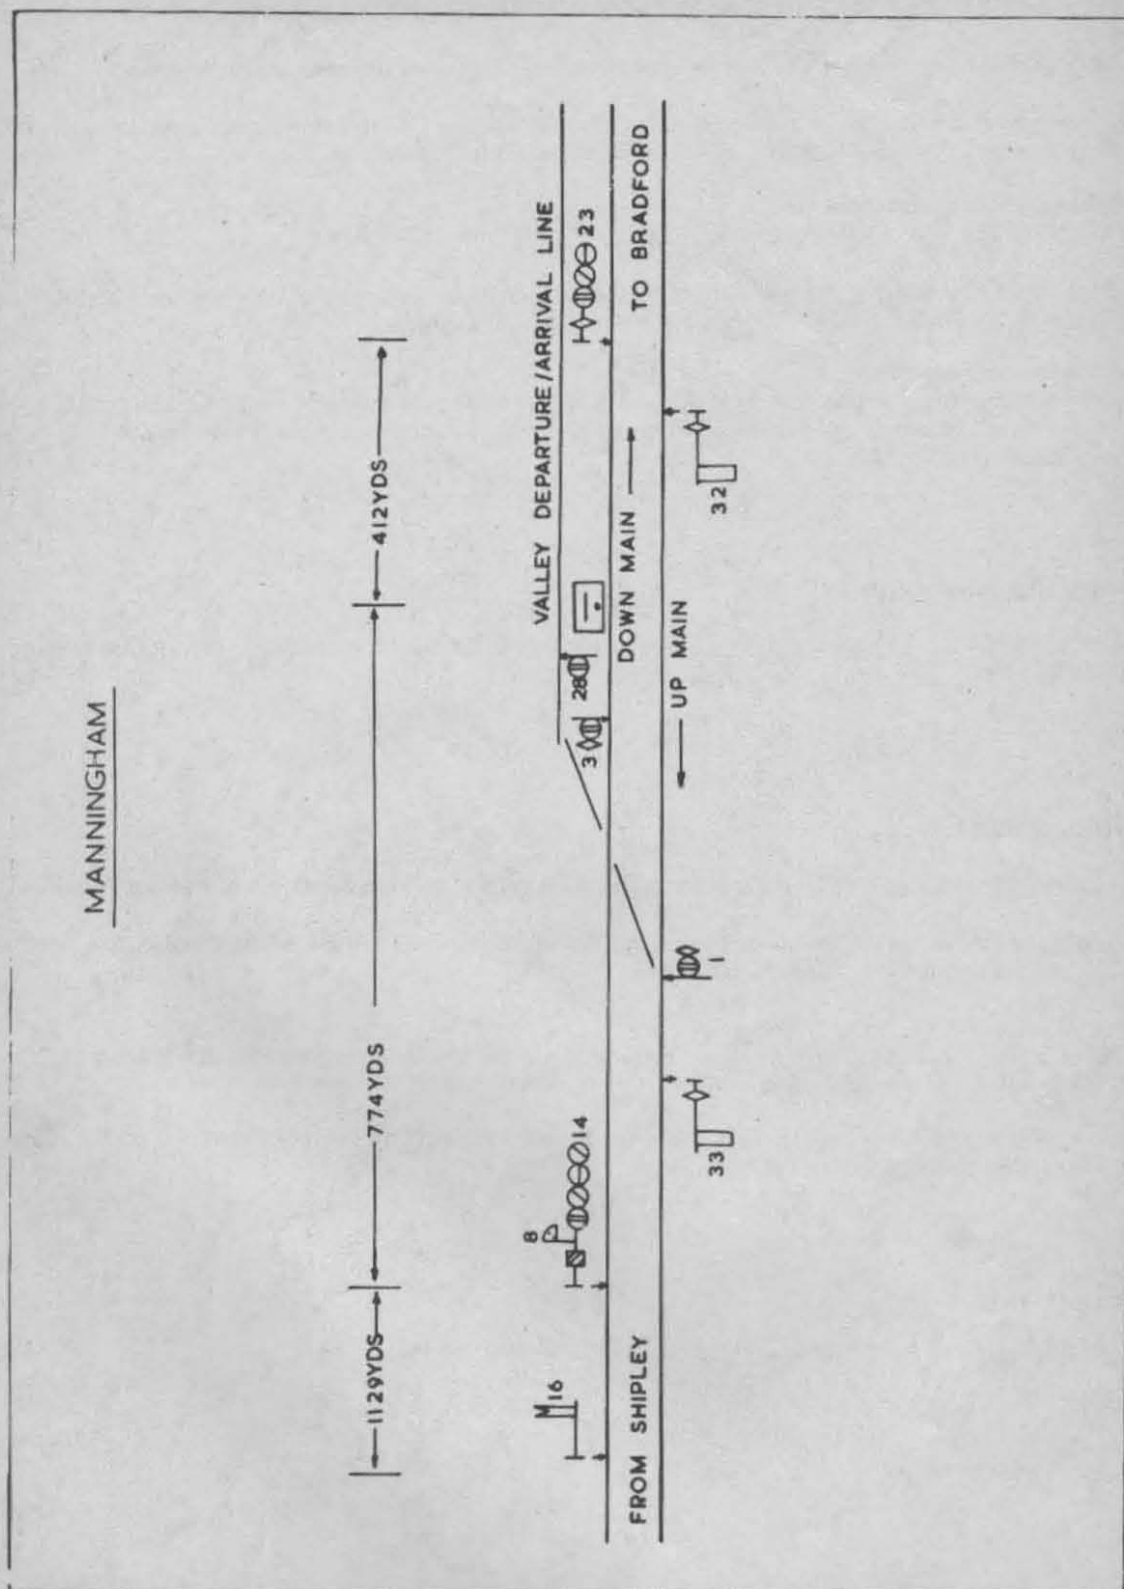 MANNINGHAM
1129YDS
774YDS
412YDS
8
M
16
14
VALLEY DEPARTURE/ARRIVAL LINE
3
28
23
DOWN MAIN
FROM SHIPLEY
TO BRADFORD
UP MAIN
33
1
32